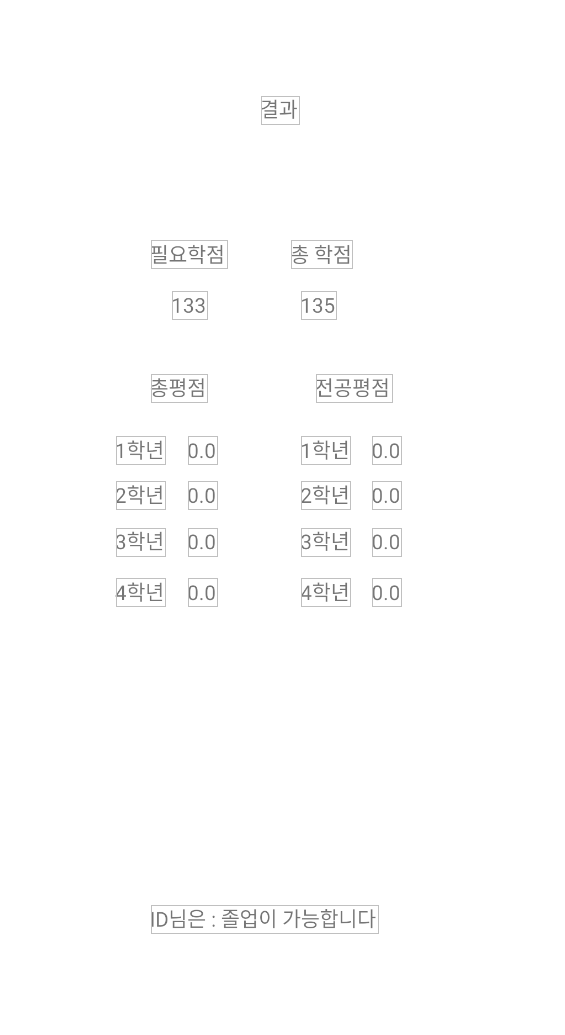 결과
필요학점 총 학점
133 135
총평점 전공평점
1학년 0.0 1학년 0.0
2학년 0.0 2학년 0.0
3학년 0.0 3학년 0.0
4학년 0.0 4학년 0.0
ID님은 : 졸업이 가능합니다